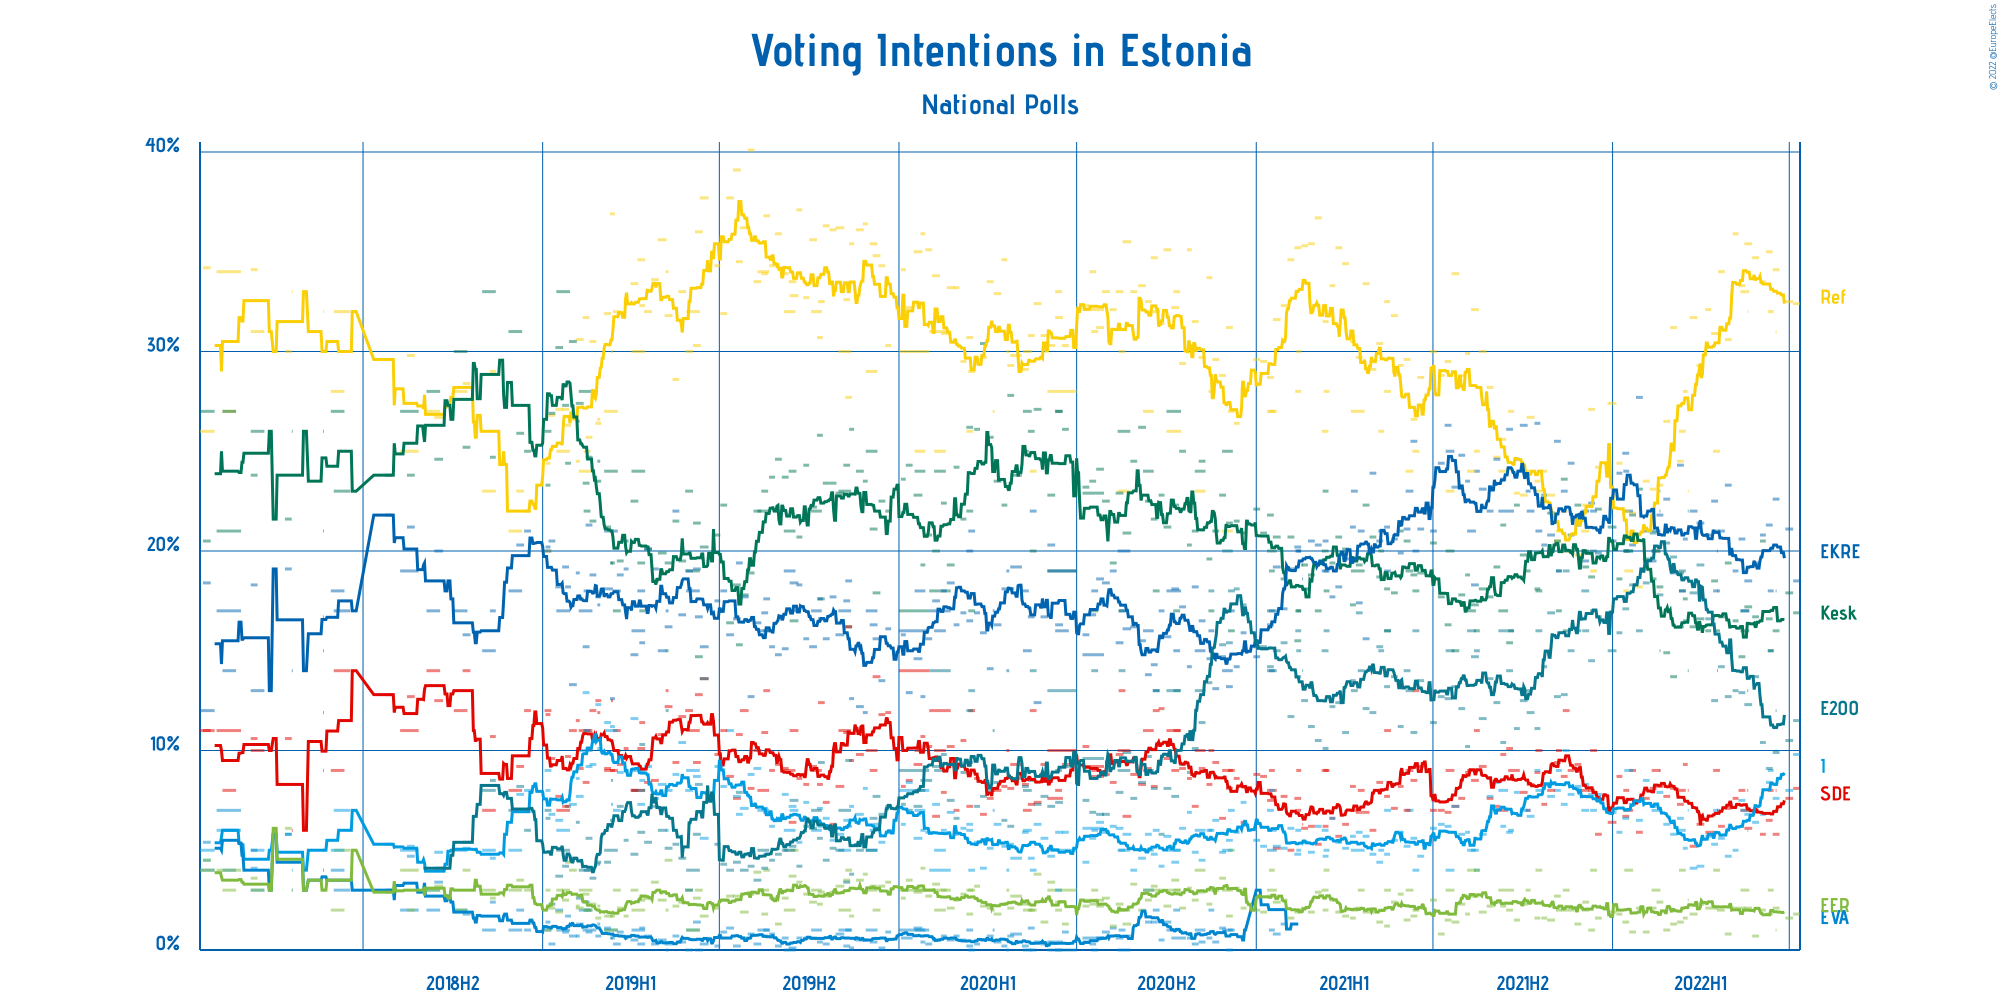 © 2022 @EuropeElects
Voting Intentions in Estonia
National Polls
40%
30%
20%
10%
0%
Ref
EKRE
Kesk
E200
I
SDE
EER
EVA
2018H2
2019H1
2019H2
2020H1
2020H2
2021H1
2021H2
2022H1